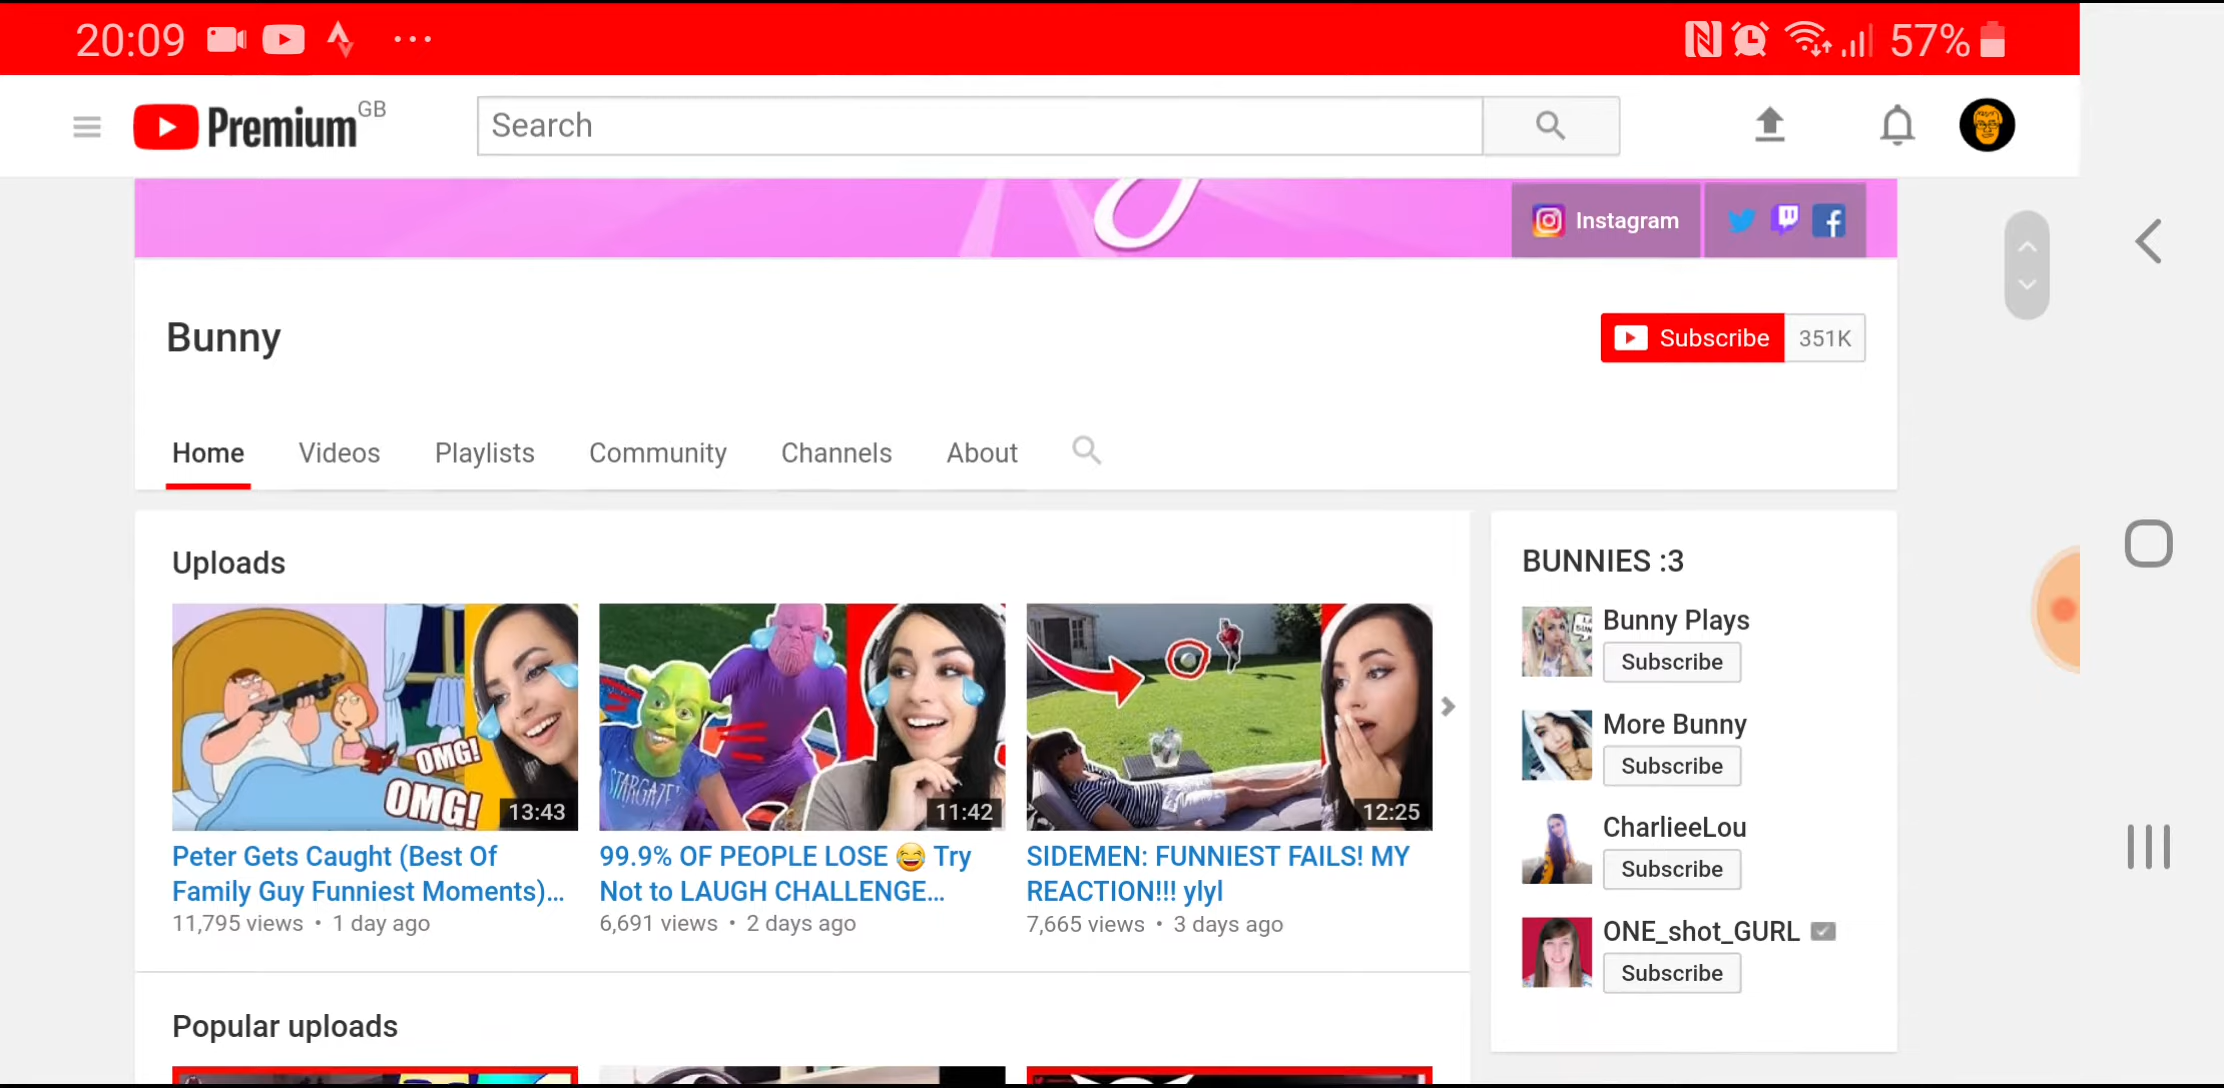 20:09
57%
Premium GB
Search
Instagram
Bunny
Subscribe 351K
Home Videos Playlists Community Channels About
Uploads
OMG!
OMG!
13:43
STARGAZE
11:42
12:25
Peter Gets Caught (Best Of
Family Guy Funniest Moments)...
11,795 views • 1 day ago
99.9% OF PEOPLE LOSE 😂 Try
Not to LAUGH CHALLENGE...
6,691 views • 2 days ago
SIDEMEN: FUNNIEST FAILS! MY
REACTION!!! ylyl
7,665 views • 3 days ago
BUNNIES :3
Bunny Plays
Subscribe
More Bunny
Subscribe
CharlieeLou
Subscribe
ONE_shot_GURL
Subscribe
Popular uploads